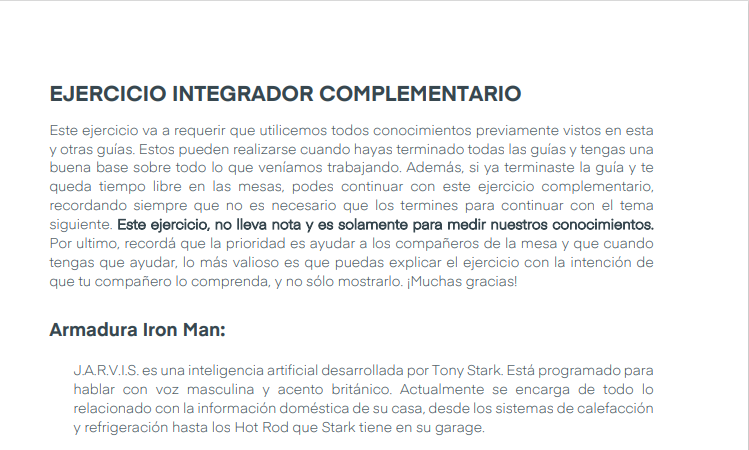 EJERCICIO INTEGRADOR COMPLEMENTARIO
Este ejercicio va a requerir que utilicemos todos conocimientos previamente vistos en esta
y otras guías. Estos pueden realizarse cuando hayas terminado todas las guías y tengas una
buena base sobre todo lo que veníamos trabajando. Además, si ya terminaste la guía y te
queda tiempo libre en las mesas, podes continuar con este ejercicio complementario,
recordando siempre que no es necesario que los termines para continuar con el tema
siguiente. Este ejercicio, no lleva nota y es solamente para medir nuestros conocimientos.
Por ultimo, recordá que la prioridad es ayudar a los compañeros de la mesa y que cuando
tengas que ayudar, lo más valioso es que puedas explicar el ejercicio con la intención de
que tu compañero lo comprenda, y no sólo mostrarlo. ¡Muchas gracias!
Armadura Iron Man:
J.A.R.V.I.S. es una inteligencia artificial desarrollada por Tony Stark. Está programado para
hablar con voz masculina y acento británico. Actualmente se encarga de todo lo
relacionado con la información doméstica de su casa, desde los sistemas de calefacción
y refrigeración hasta los Hot Rod que Stark tiene en su garage.